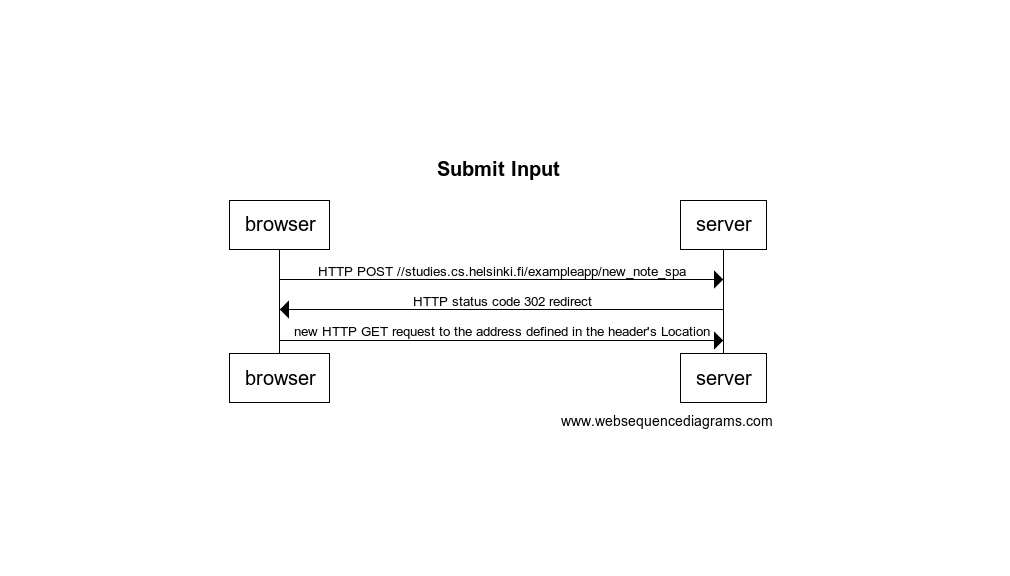 Submit Input
browser
server
HTTP POST //studies.cs.helsinki.fi/exampleapp/new_note_spa
HTTP status code 302 redirect
new HTTP GET request to the address defined in the header's Location
browser
server
www.websequencediagrams.com